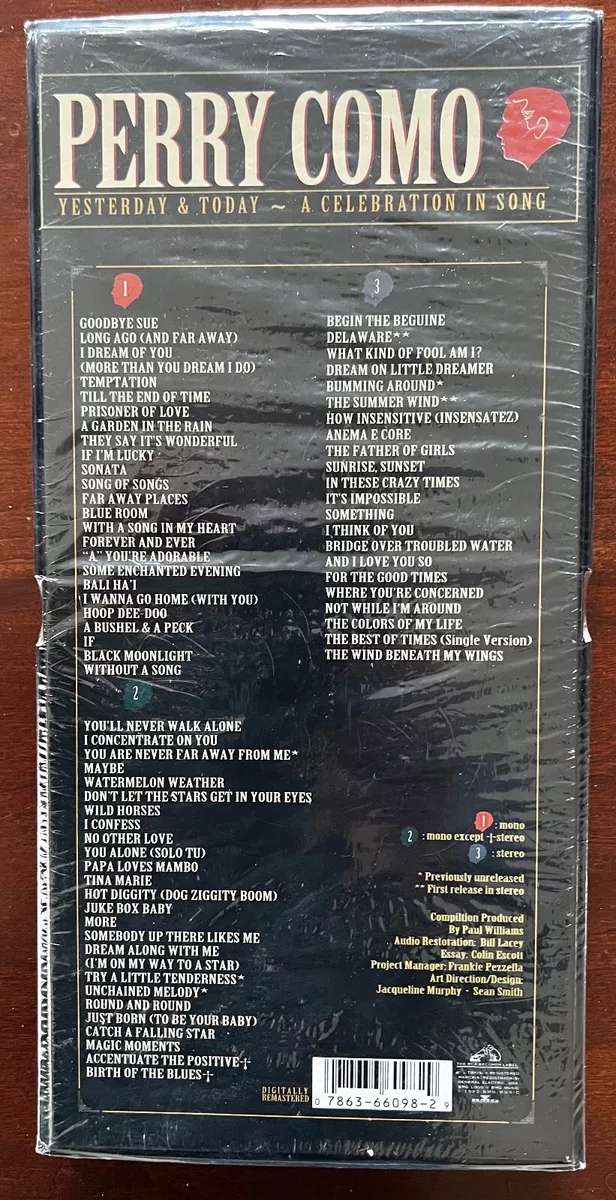 PERRY COMO
YESTERDAY & TODAY ~ A CELEBRATION IN SONG
1
GOODBYE SUE
LONG AGO (AND FAR AWAY)
I DREAM OF YOU
(MORE THAN YOU DREAM I DO)
TEMPTATION
TILL THE END OF TIME
PRISONER OF LOVE
A GARDEN IN THE RAIN
THEY SAY IT'S WONDERFUL
IF I'M LUCKY
SONATA
SONG OF SONGS
FAR AWAY PLACES
BLUE ROOM
WITH A SONG IN MY HEART
FOREVER AND EVER
"A," YOU'RE ADORABLE
SOME ENCHANTED EVENING
BALI HA'I
I WANNA GO HOME (WITH YOU)
HOOP DEE-DOO
A BUSHEL & A PECK
IF
BLACK MOONLIGHT
WITHOUT A SONG
2
YOU'LL NEVER WALK ALONE
I CONCENTRATE ON YOU
YOU ARE NEVER FAR AWAY FROM ME*
MAYBE
WATERMELON WEATHER
DON'T LET THE STARS GET IN YOUR EYES
WILD HORSES
I CONFESS
NO OTHER LOVE
YOU ALONE (SOLO TU)
PAPA LOVES MAMBO
TINA MARIE
HOT DIGGITY (DOG ZIGGITY BOOM)
JUKE BOX BABY
MORE
SOMEBODY UP THERE LIKES ME
DREAM ALONG WITH ME
(I'M ON MY WAY TO A STAR)
TRY A LITTLE TENDERNESS*
UNCHAINED MELODY*
ROUND AND ROUND
JUST BORN (TO BE YOUR BABY)
CATCH A FALLING STAR
MAGIC MOMENTS
ACCENTUATE THE POSITIVE†
BIRTH OF THE BLUES†
3
BEGIN THE BEGUINE
DELAWARE**
WHAT KIND OF FOOL AM I?
DREAM ON LITTLE DREAMER
BUMMING AROUND*
THE SUMMER WIND**
HOW INSENSITIVE (INSENSATEZ)
ANEMA E CORE
THE FATHER OF GIRLS
SUNRISE, SUNSET
IN THESE CRAZY TIMES
IT'S IMPOSSIBLE
SOMETHING
I THINK OF YOU
BRIDGE OVER TROUBLED WATER
AND I LOVE YOU SO
FOR THE GOOD TIMES
WHERE YOU'RE CONCERNED
NOT WHILE I'M AROUND
THE COLORS OF MY LIFE
THE BEST OF TIMES (Single Version)
THE WIND BENEATH MY WINGS
1 : mono
2 : mono except † stereo
3 : stereo
* Previously unreleased
** First release in stereo
Compiltion Produced
By Paul Williams
Audio Restoration: Bill Lacey
Essay: Colin Escott
Project Manager: Frankie Pezzella
Art Direction/Design:
Jacqueline Murphy • Sean Smith
DIGITALLY
REMASTERED
0 7863-66098-2 9
THE RCA RECORDS LABEL
GENERAL ELECTRIC, USA
BMG MUSIC